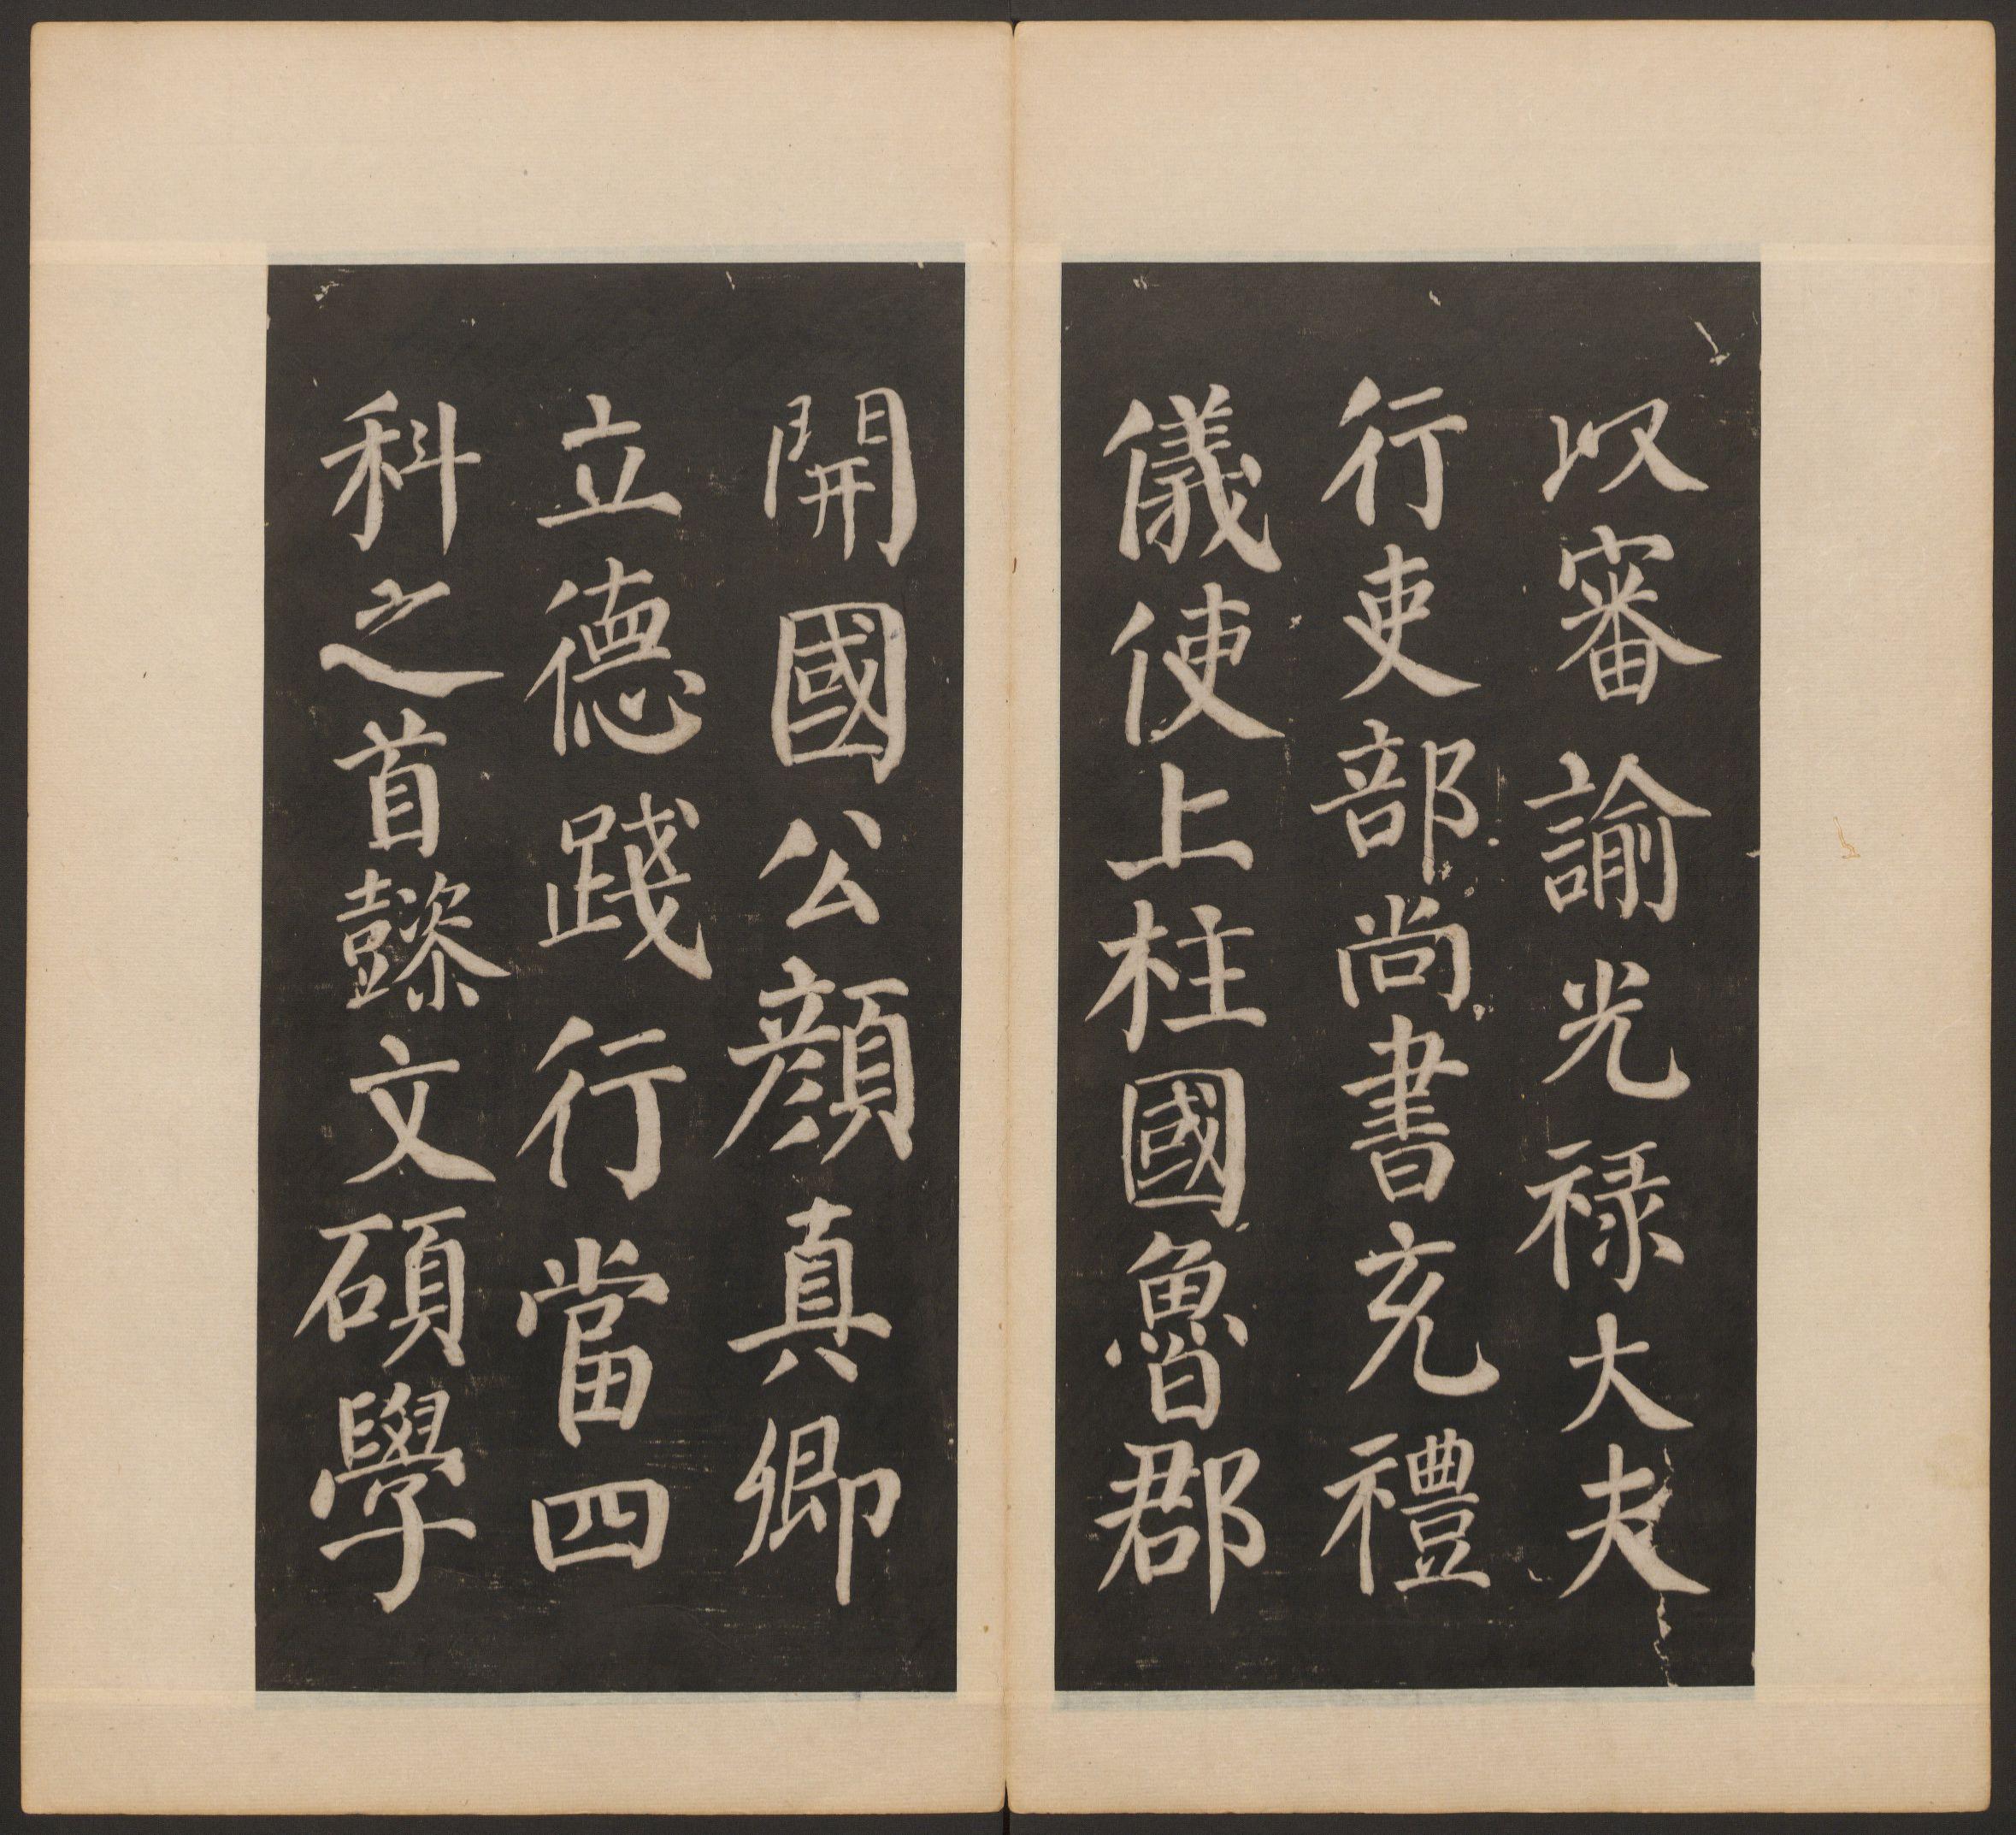 以審諭光禄大夫
行吏部尚書充禮
儀使上柱國魯郡
開國公顔真卿
立德踐行當四
科之首懿文碩學